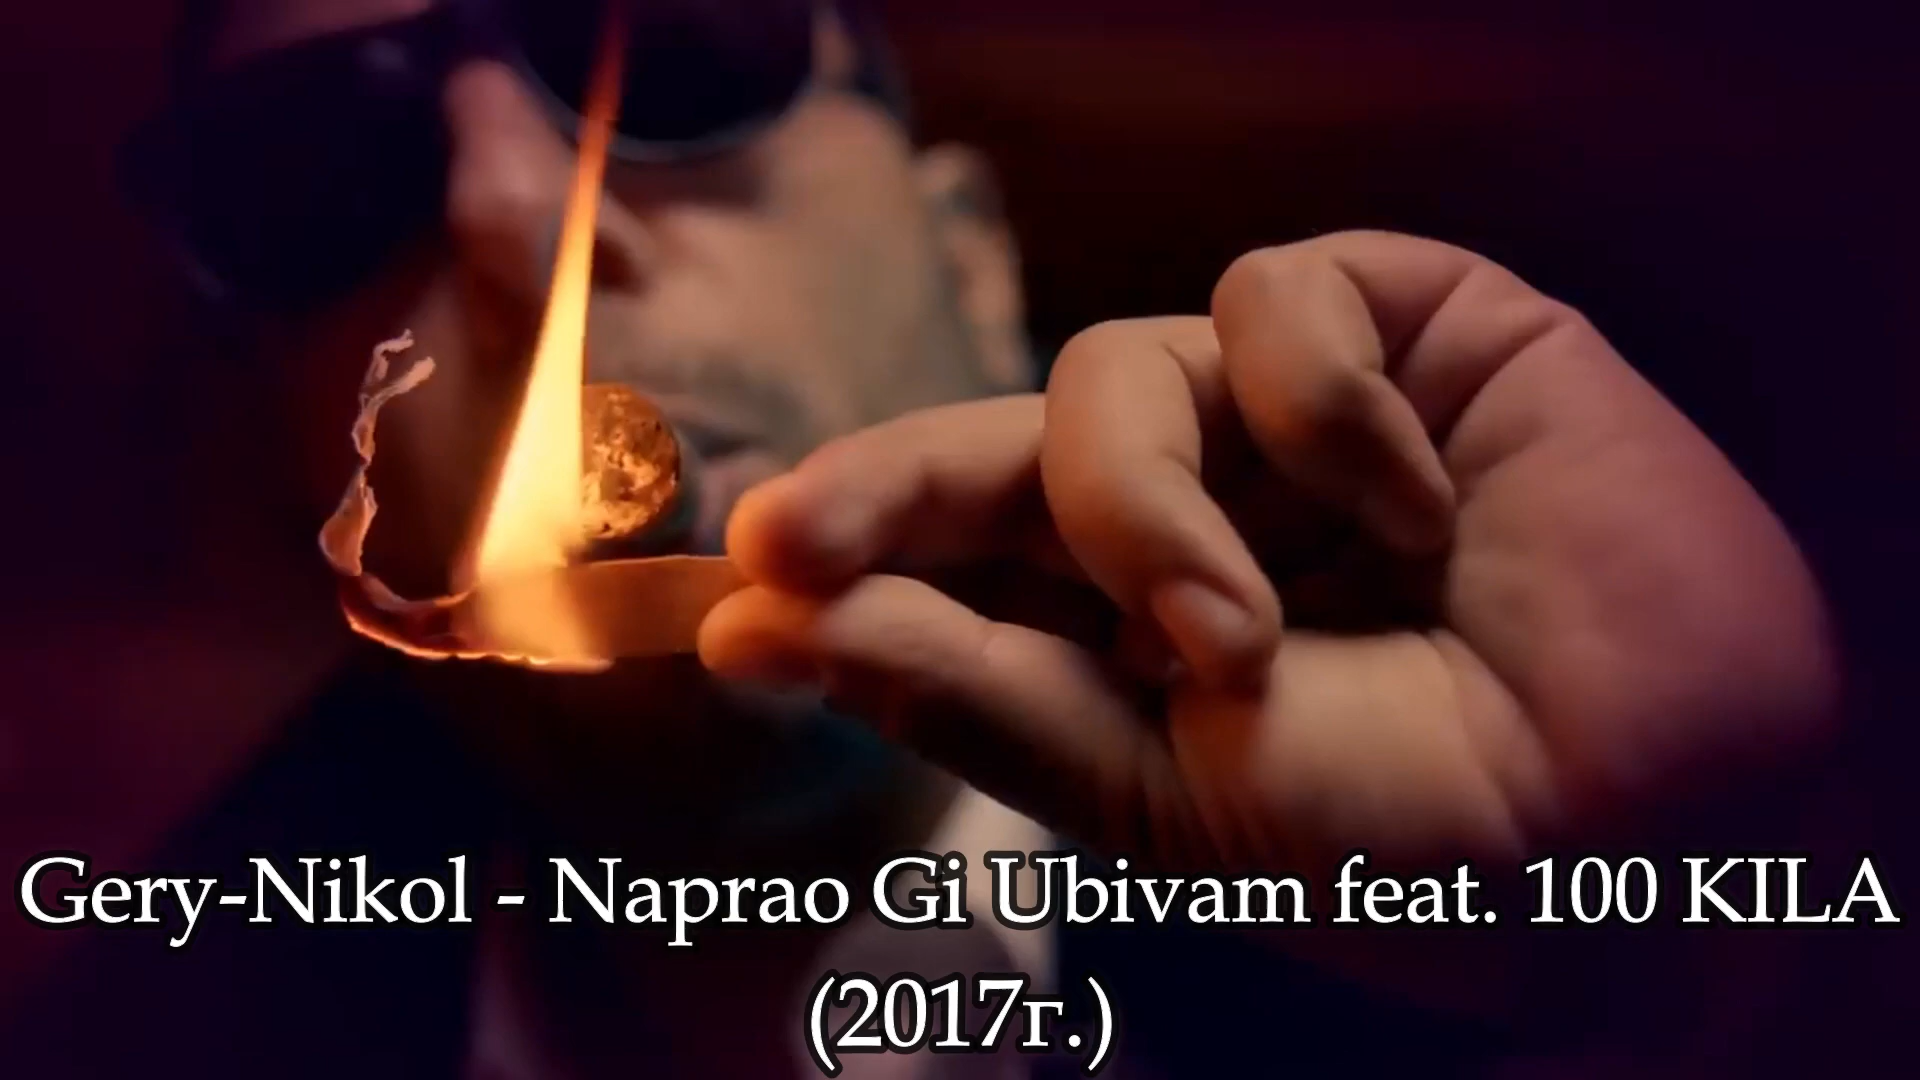 Gery-Nikol - Naprao Gi Ubivam feat. 100 KILA
(2017г.)